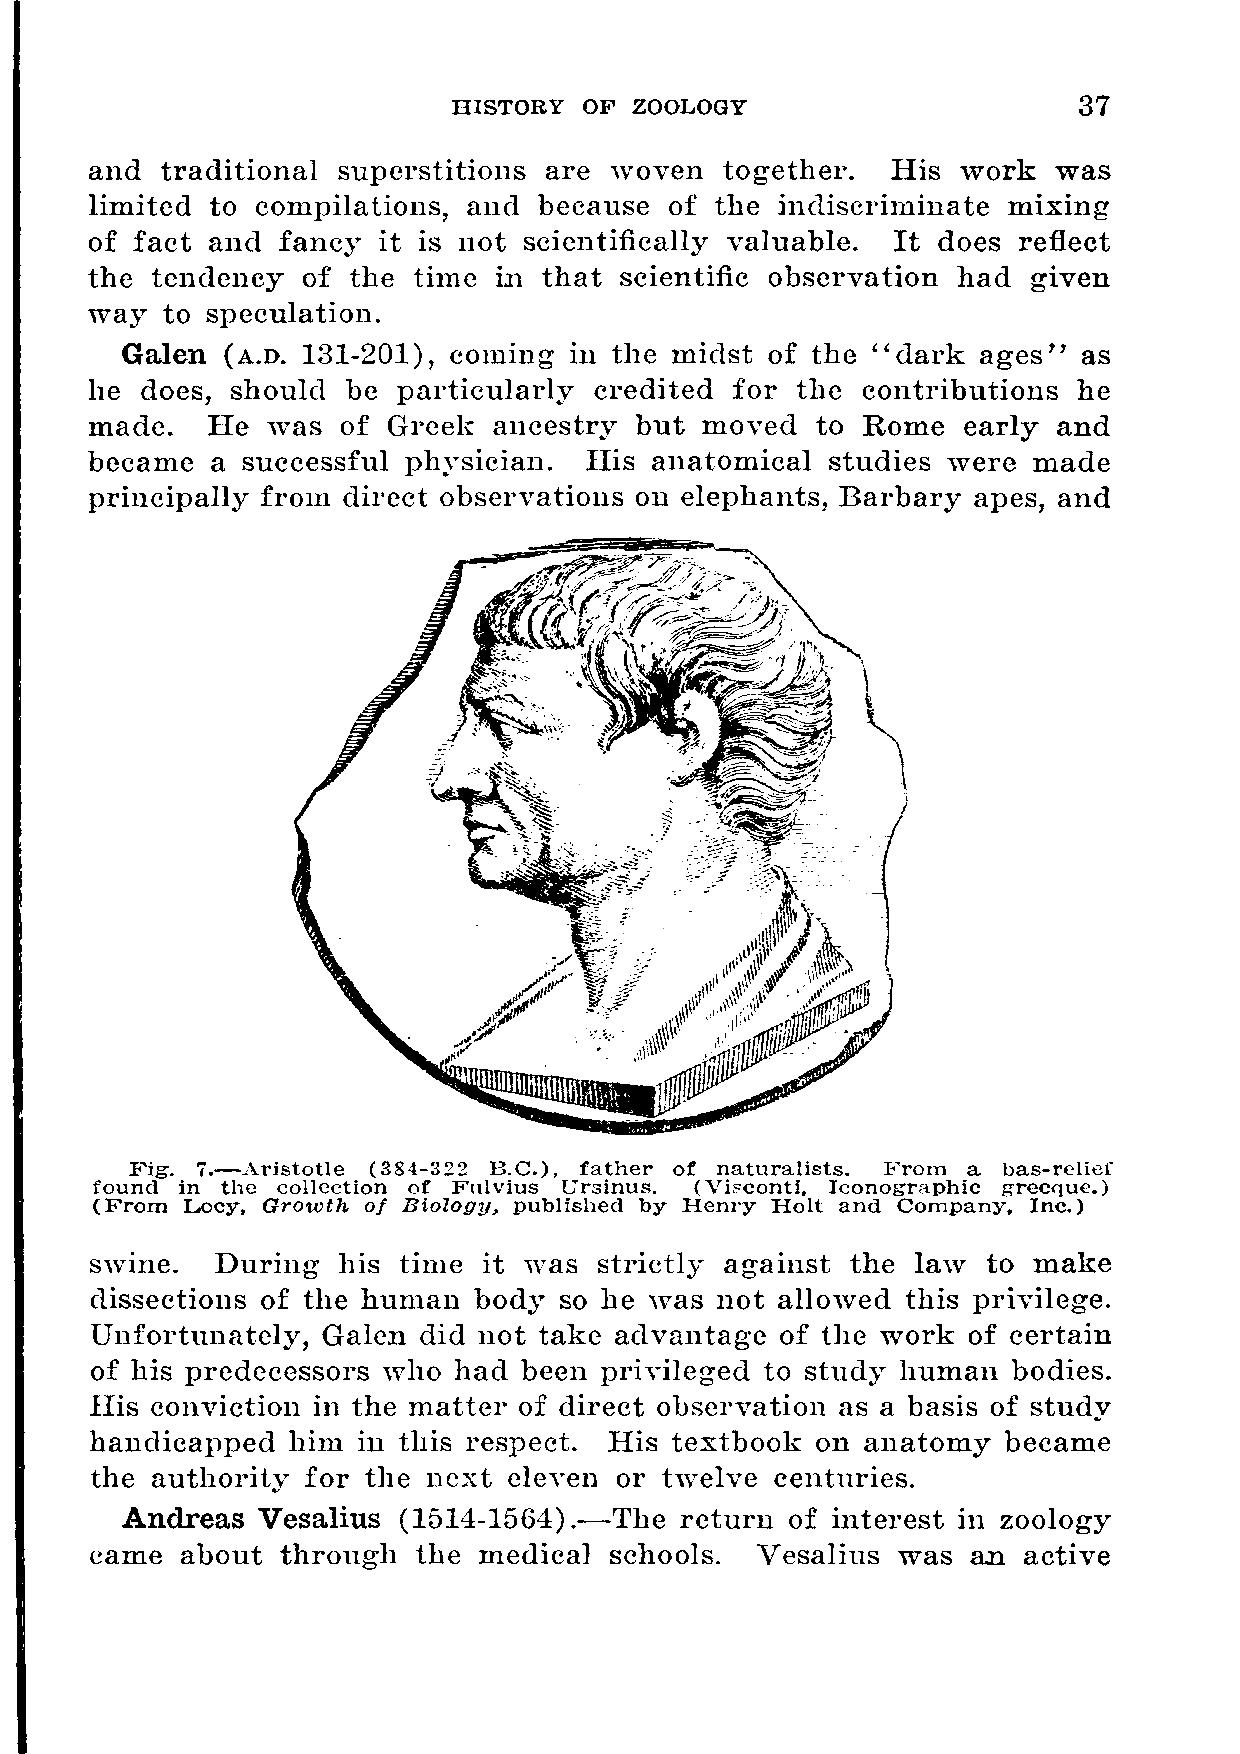 HISTORY OF ZOOLOGY 37
and traditional superstitions are woven together. His work was
limited to compilations, and because of the indiscriminate mixing
of fact and fancy it is not scientifically valuable. It does reflect
the tendency of the time in that scientific observation had given
way to speculation.
Galen (A.D. 131-201), coming in the midst of the “dark ages” as
he does, should be particularly credited for the contributions he
made. He was of Greek ancestry but moved to Rome early and
became a successful physician. His anatomical studies were made
principally from direct observations on elephants, Barbary apes, and
Fig. 7.—Aristotle (384-322 B.C.), father of naturalists. From a bas-relief
found in the collection of Fulvius Ursinus. (Visconti, Iconographic grecque.)
(From Locy, Growth of Biology, published by Henry Holt and Company, Inc.)
swine. During his time it was strictly against the law to make
dissections of the human body so he was not allowed this privilege.
Unfortunately, Galen did not take advantage of the work of certain
of his predecessors who had been privileged to study human bodies.
His conviction in the matter of direct observation as a basis of study
handicapped him in this respect. His textbook on anatomy became
the authority for the next eleven or twelve centuries.
Andreas Vesalius (1514-1564).—The return of interest in zoology
came about through the medical schools. Vesalius was an active